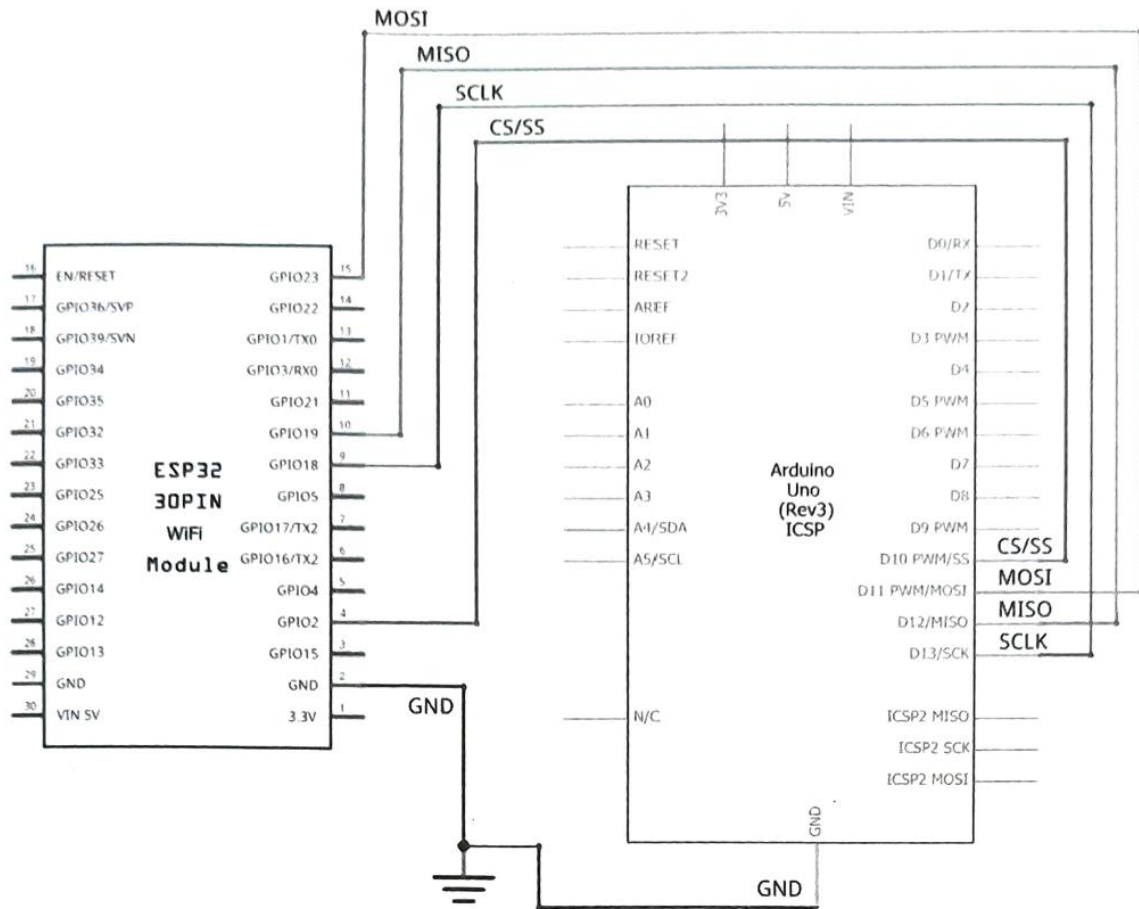 MOSI
MISO
SCLK
CS/SS
16 EN/RESET
17 GPIO36/SVP
18 GPIO39/SVN
19 GPIO34
20 GPIO35
21 GPIO32
22 GPIO33
23 GPIO25
24 GPIO26
25 GPIO27
26 GPIO14
27 GPIO12
28 GPIO13
29 GND
30 VIN 5V
ESP32
30PIN
WiFi
Module
GPIO23 15
GPIO22 14
GPIO1/TX0 13
GPIO3/RX0 12
GPIO21 11
GPIO19 10
GPIO18 9
GPIO5 8
GPIO17/TX2 7
GPIO16/TX2 6
GPIO4 5
GPIO2 4
GPIO15 3
GND 2
3.3V 1
GND
3V3
5V
VIN
RESET
RESET2
AREF
IOREF
A0
A1
A2
A3
A4/SDA
A5/SCL
N/C
Arduino
Uno
(Rev3)
ICSP
D0/RX
D1/TX
D2
D3 PWM
D4
D5 PWM
D6 PWM
D7
D8
D9 PWM
D10 PWM/SS
D11 PWM/MOSI
D12/MISO
D13/SCK
ICSP2 MISO
ICSP2 SCK
ICSP2 MOSI
CS/SS
MOSI
MISO
SCLK
GND
GND